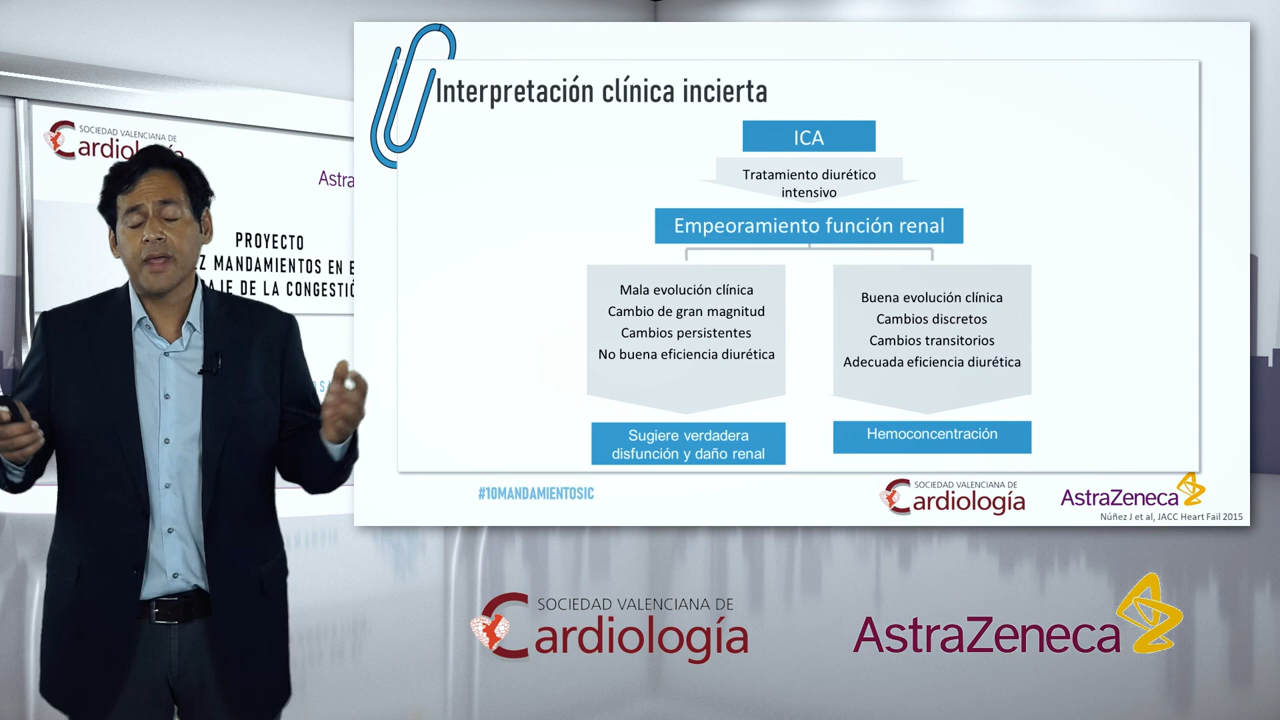 SOCIEDAD VALENCIANA DE
Cardiología
PROYECTO
MANDAMIENTOS EN
DE LA
Interpretación clínica incierta
ICA
Tratamiento diurético
intensivo
Empeoramiento función renal
Mala evolución clínica
Cambio de gran magnitud
Cambios persistentes
No buena eficiencia diurética
Buena evolución clínica
Cambios discretos
Cambios transitorios
Adecuada eficiencia diurética
Sugiere verdadera
disfunción y daño renal
Hemoconcentración
#10MANDAMIENTOSIC
SOCIEDAD VALENCIANA DE
Cardiología
AstraZeneca
Núñez J et al, JACC Heart Fail 2015
SOCIEDAD VALENCIANA DE
Cardiología
AstraZeneca